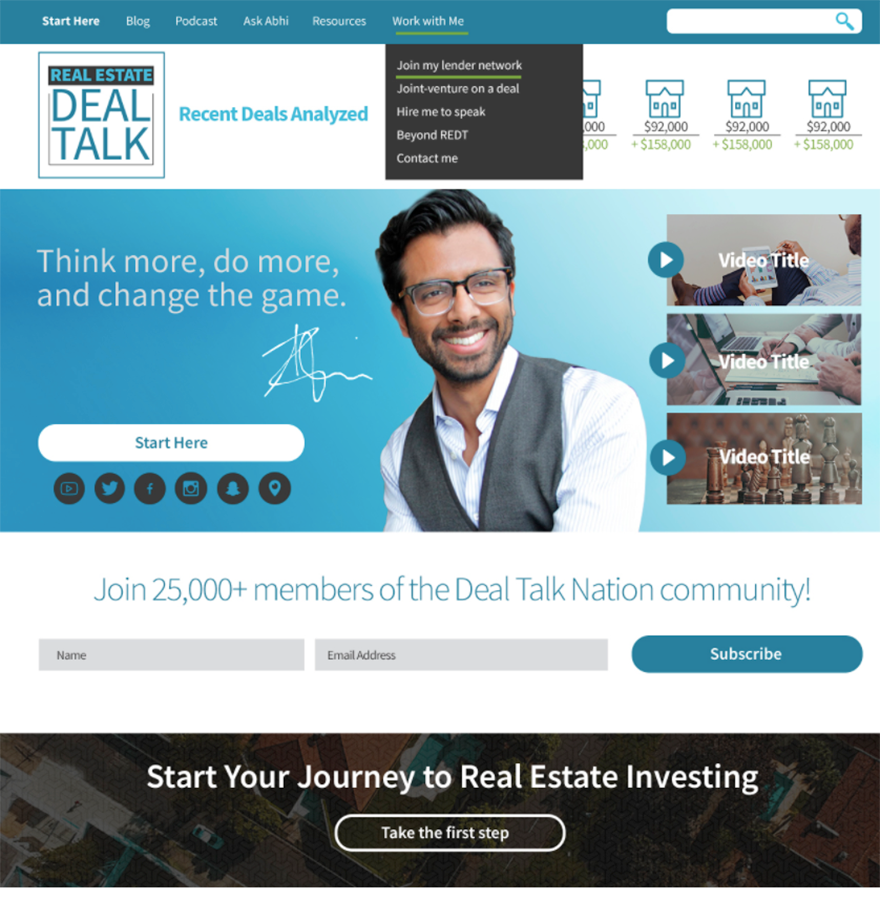 Start Here
Blog
Podcast
Ask Abhi
Resources
Work with Me
Join my lender network
Joint-venture on a deal
Hire me to speak
Beyond REDT
Contact me
REAL ESTATE
DEAL
TALK
Recent Deals Analyzed
,000
$92,000
$92,000
$92,000
,000
+ $158,000
+ $158,000
+ $158,000
Think more, do more,
and change the game.
Start Here
Video Title
Video Title
Video Title
Join 25,000+ members of the Deal Talk Nation community!
Name
Email Address
Subscribe
Start Your Journey to Real Estate Investing
Take the first step